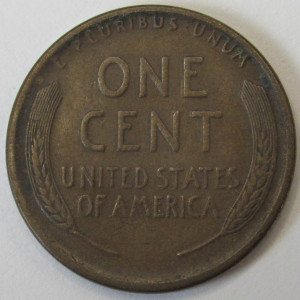 E·PLURIBUS·UNUM
ONE
CENT
UNITED STATES
OF AMERICA